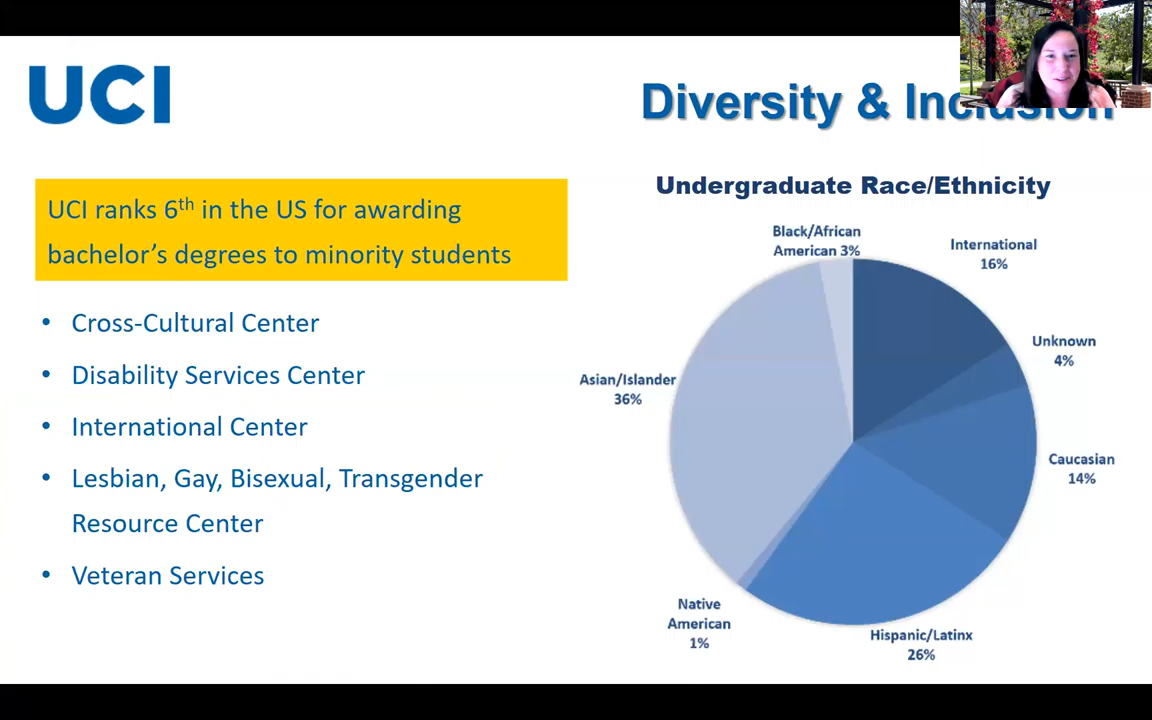 UCI
Diversity & Inclusion
UCI ranks 6th in the US for awarding
bachelor’s degrees to minority students
• Cross-Cultural Center
• Disability Services Center
• International Center
• Lesbian, Gay, Bisexual, Transgender
Resource Center
• Veteran Services
Undergraduate Race/Ethnicity
Black/African
American 3%
International
16%
Unknown
4%
Asian/Islander
36%
Caucasian
14%
Native
American
1%
Hispanic/Latinx
26%